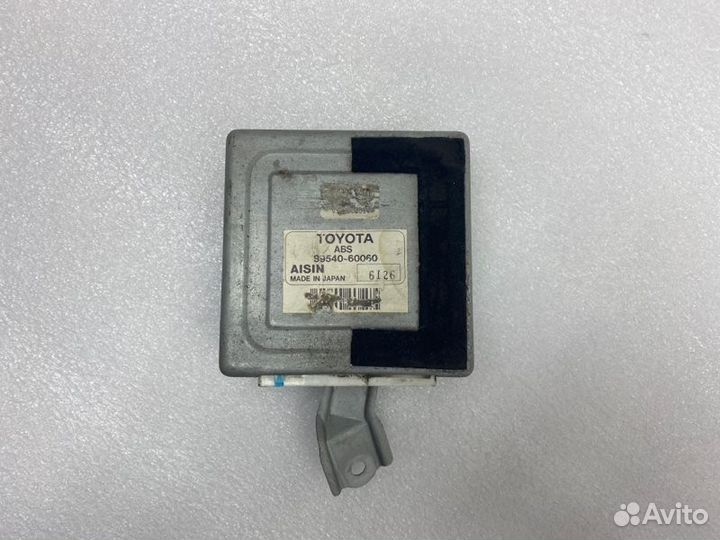 TOYOTA
ABS
89540-60060
AISIN
MADE IN JAPAN
6126
Avito